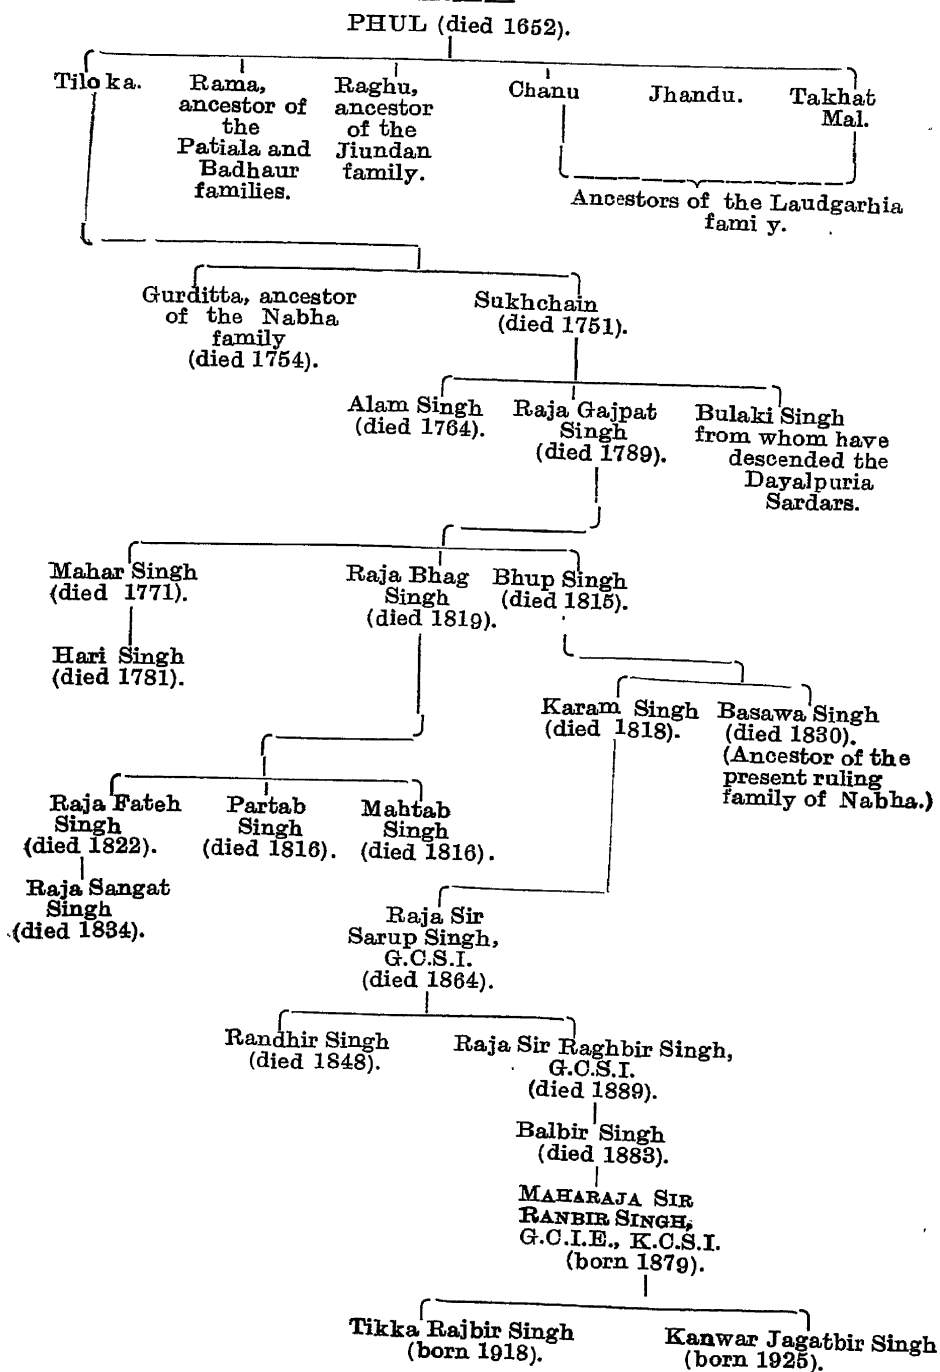 PHUL (died 1652).
Tiloka.
Rama,
ancestor of
the
Patiala and
Badhaur
families.
Raghu,
ancestor
of the
Jiundan
family.
Chanu
Jhandu.
Takhat
Mal.
Ancestors of the Laudgarhia
fami y.
Gurditta, ancestor
of the Nabha
family
(died 1754).
Sukhchain
(died 1751).
Alam Singh
(died 1764).
Raja Gajpat
Singh
(died 1789).
Bulaki Singh
from whom have
descended the
Dayalpuria
Sardars.
Mahar Singh
(died 1771).
Raja Bhag
Singh
(died 1819).
Bhup Singh
(died 1815).
Hari Singh
(died 1781).
Karam Singh
(died 1818).
Basawa Singh
(died 1830).
(Ancestor of the
present ruling
family of Nabha.)
Raja Fateh
Singh
(died 1822).
Partab
Singh
(died 1816).
Mahtab
Singh
(died 1816).
Raja Sangat
Singh
(died 1834).
Raja Sir
Sarup Singh,
G.C.S.I.
(died 1864).
Randhir Singh
(died 1848).
Raja Sir Raghbir Singh,
G.C.S.I.
(died 1889).
Balbir Singh
(died 1883).
MAHARAJA SIR
RANBIR SINGH,
G.C.I.E., K.C.S.I.
(born 1879).
Tikka Rajbir Singh
(born 1918).
Kanwar Jagatbir Singh
(born 1925).